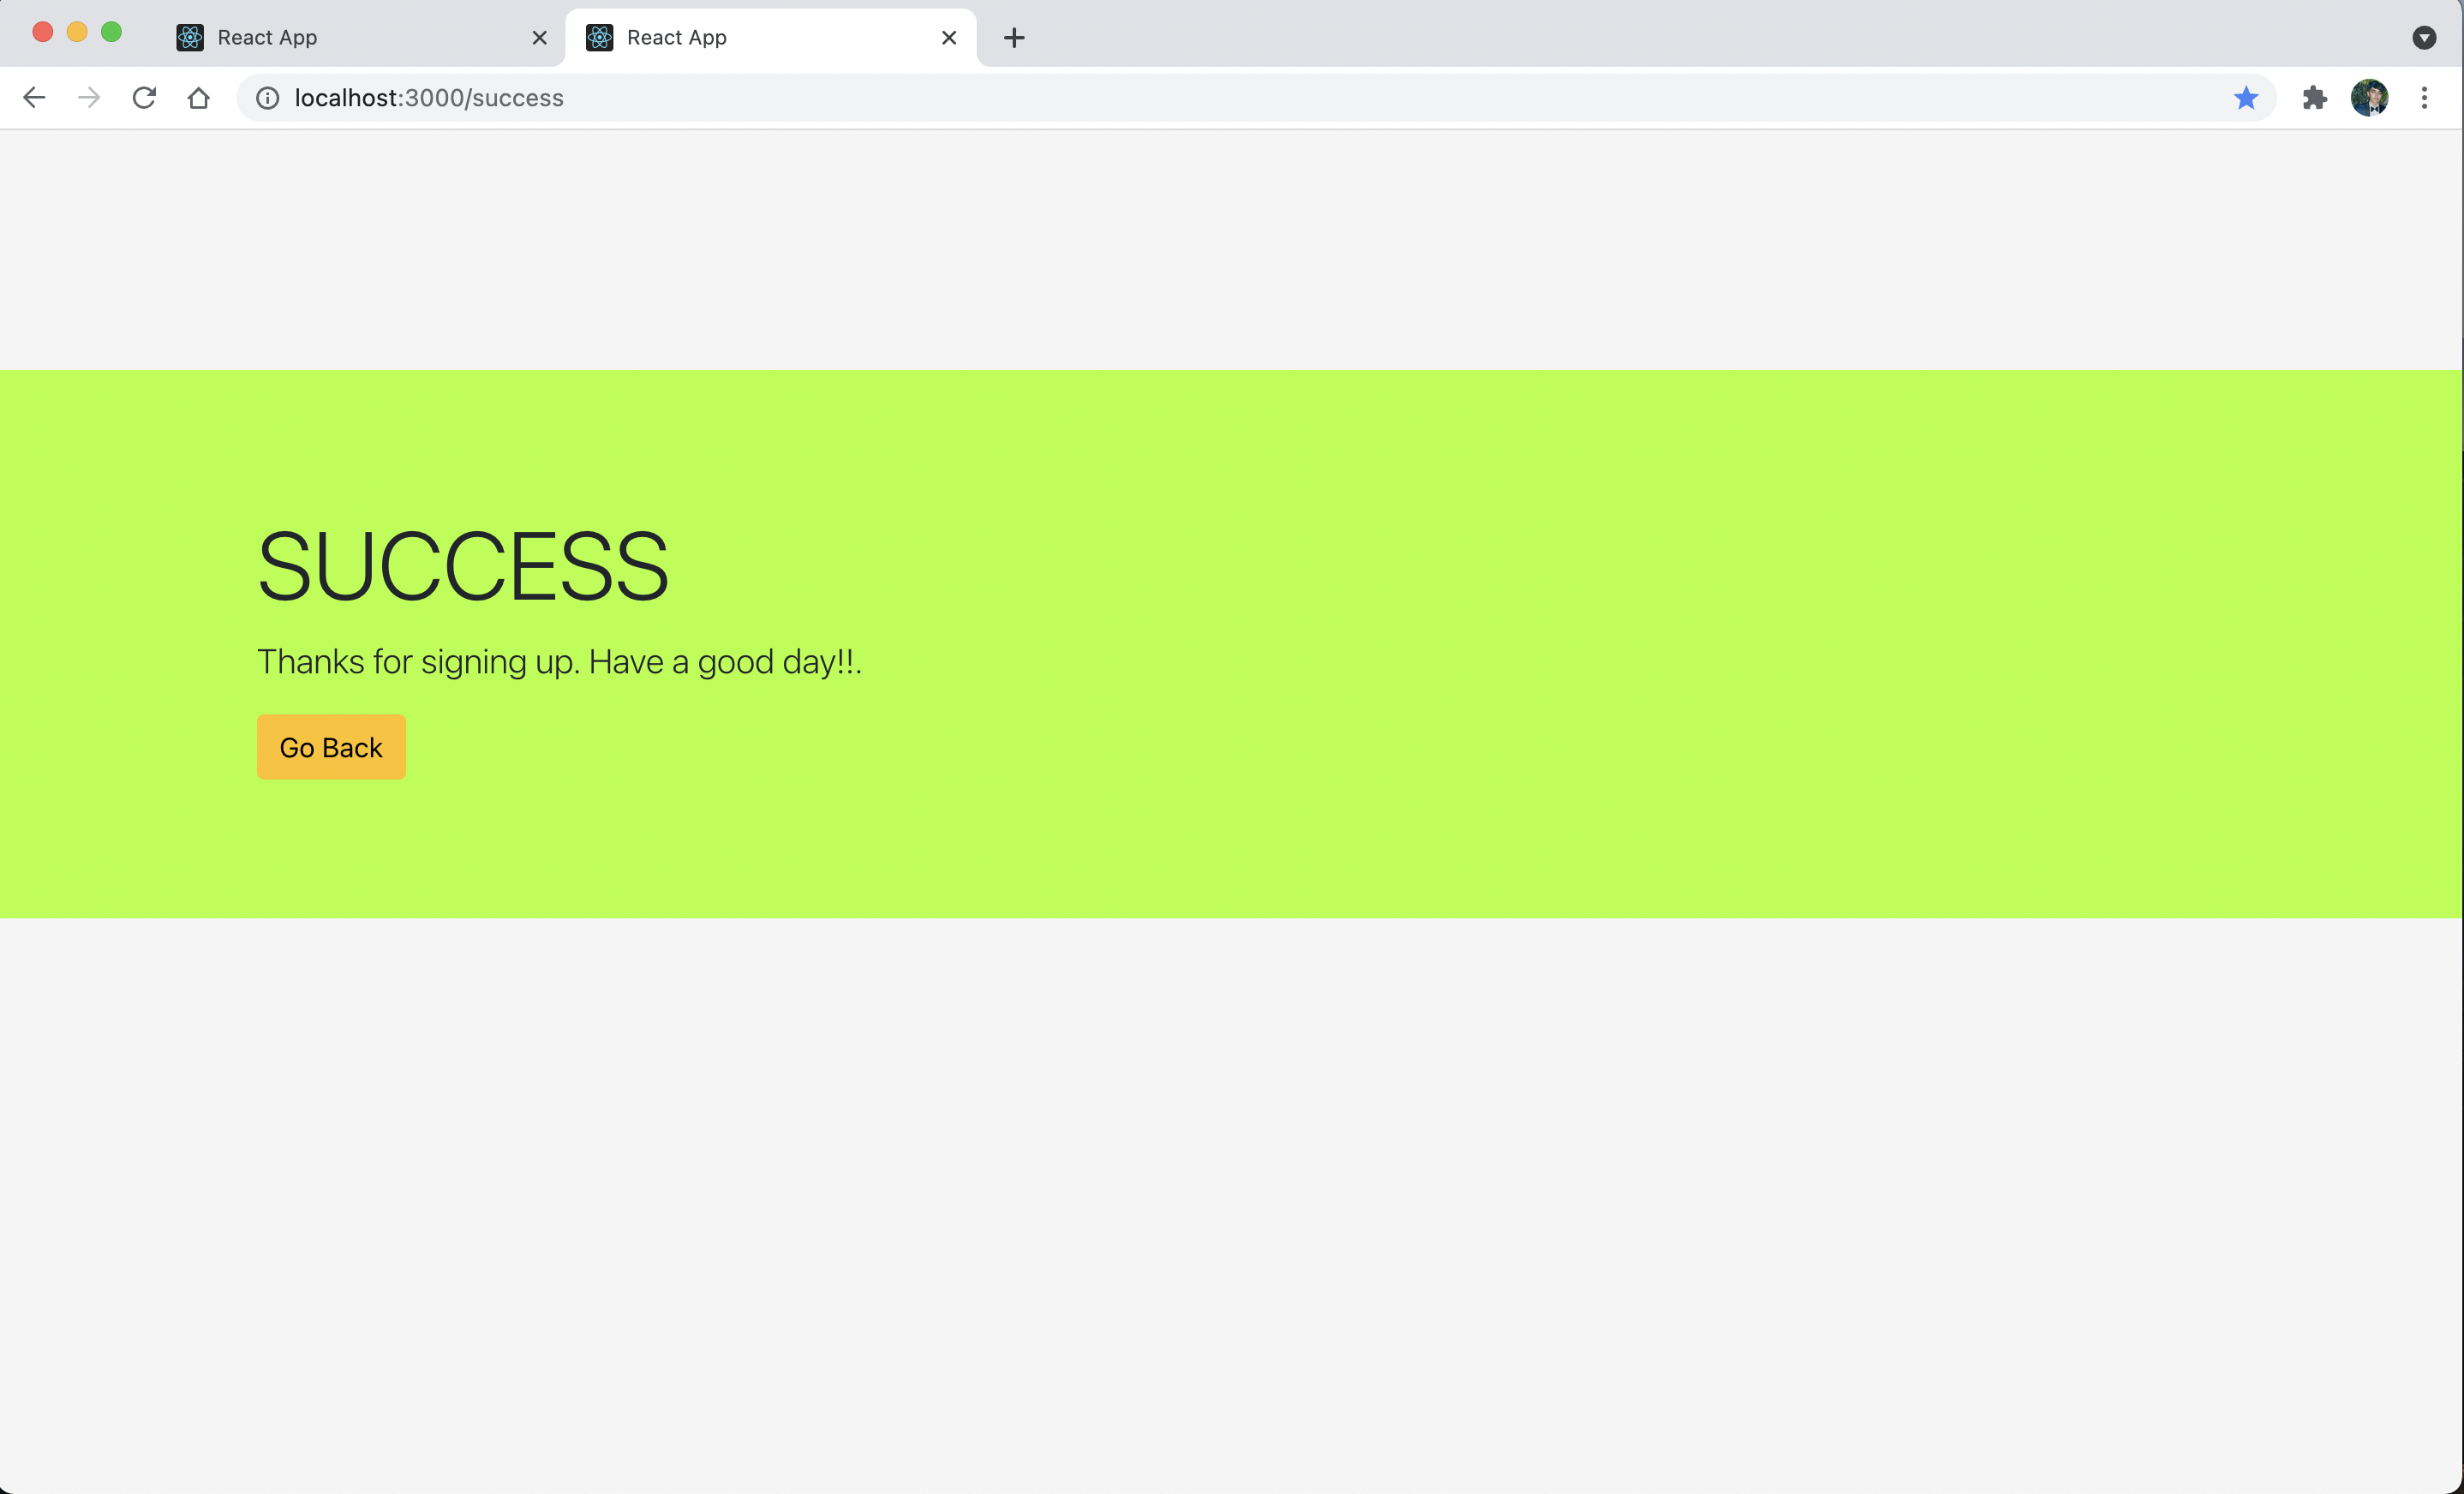 React App
React App
localhost:3000/success
SUCCESS
Thanks for signing up. Have a good day!!.
Go Back